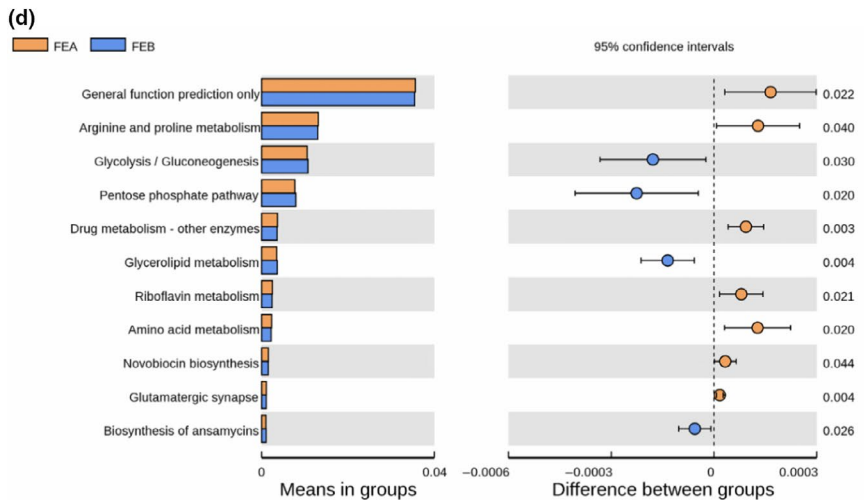 (d)
FEA FEB
95% confidence intervals
General function prediction only 0.022
Arginine and proline metabolism 0.040
Glycolysis / Gluconeogenesis 0.030
Pentose phosphate pathway 0.020
Drug metabolism - other enzymes 0.003
Glycerolipid metabolism 0.004
Riboflavin metabolism 0.021
Amino acid metabolism 0.020
Novobiocin biosynthesis 0.044
Glutamatergic synapse 0.004
Biosynthesis of ansamycins 0.026
0 0.04 −0.0006 −0.0003 0 0.0003
Means in groups Difference between groups